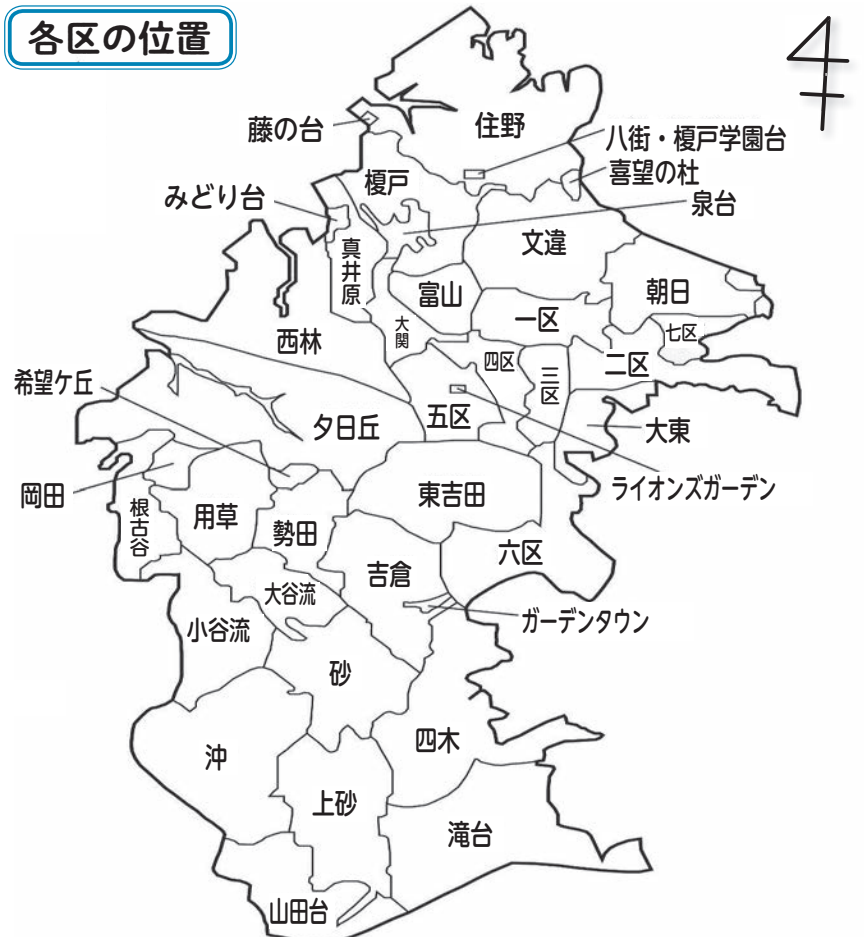 各区の位置
住野
藤の台
八街・榎戸学園台
榎戸
喜望の杜
みどり台
泉台
文違
真井原
富山
朝日
一区
大関
七区
西林
四区
二区
三区
希望ケ丘
五区
夕日丘
大東
ライオンズガーデン
岡田
東吉田
根古谷
用草
勢田
六区
吉倉
大谷流
ガーデンタウン
小谷流
砂
四木
沖
上砂
滝台
山田台